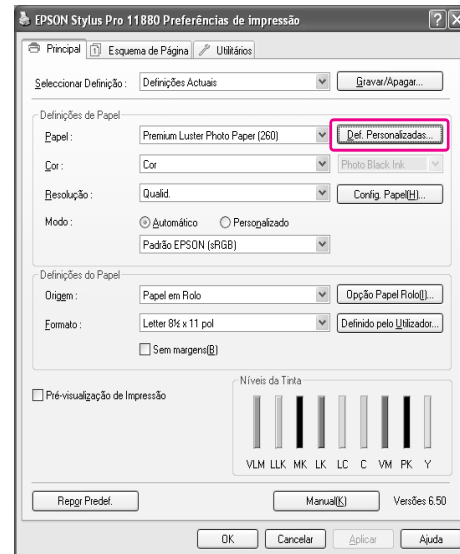 EPSON Stylus Pro 11880 Preferências de impressão
Principal Esquema de Página Utilitários
Seleccionar Definição : Definições Actuais Gravar/Apagar...
Definições de Papel
Papel : Premium Luster Photo Paper (260) Def. Personalizadas...
Cor : Cor Photo Black Ink
Resolução : Qualid. Config. Papel(H)...
Modo : Automático Personalizado
Padrão EPSON (sRGB)
Definições do Papel
Origem : Papel em Rolo Opção Papel Rolo(I)...
Formato : Letter 8½ x 11 pol Definido pelo Utilizador...
Sem margens(B)
Pré-visualização de Impressão
Níveis da Tinta
VLM LLK MK LK LC C VM PK Y
Repor Predef. Manual(K) Versões 6.50
OK Cancelar Aplicar Ajuda